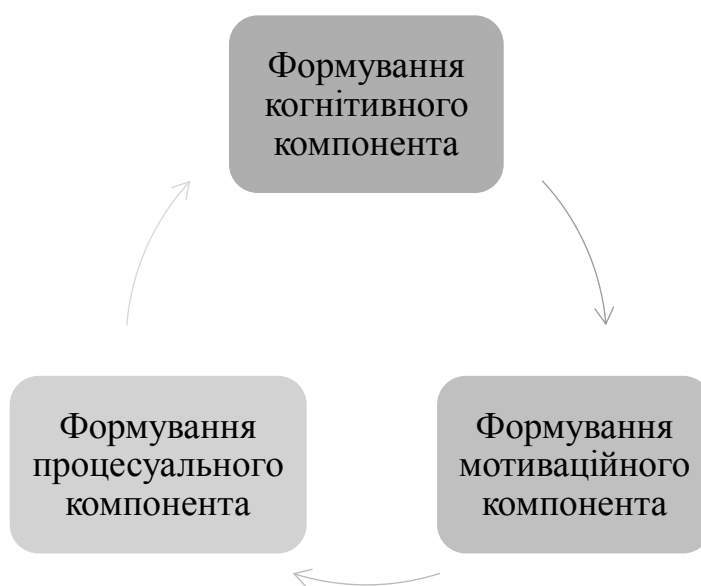 Формування
когнітивного
компонента
Формування
процесуального
компонента
Формування
мотиваційного
компонента